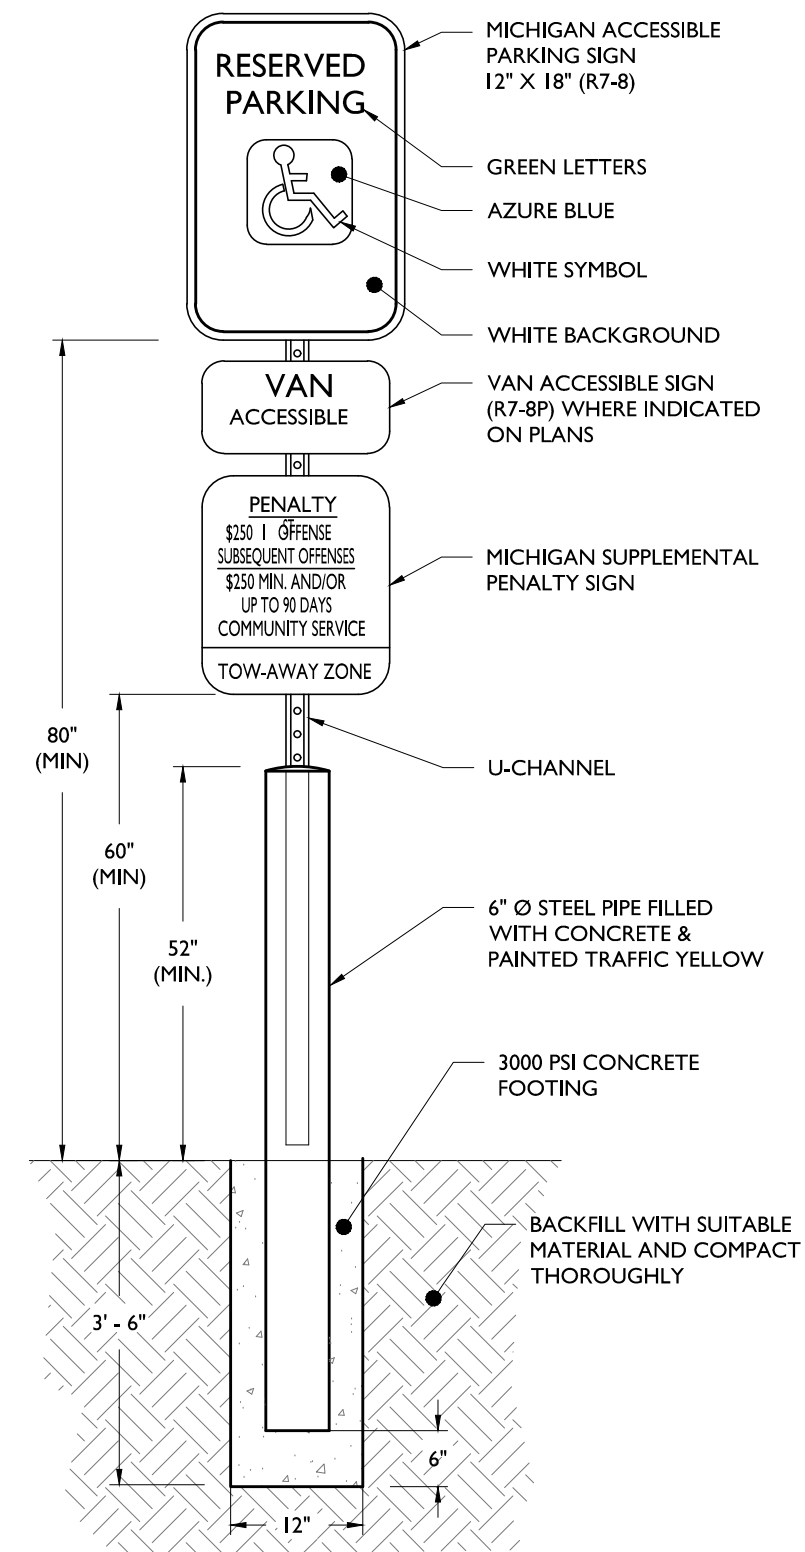 RESERVED
PARKING
MICHIGAN ACCESSIBLE
PARKING SIGN
12" X 18" (R7-8)
GREEN LETTERS
AZURE BLUE
WHITE SYMBOL
WHITE BACKGROUND
VAN
ACCESSIBLE
VAN ACCESSIBLE SIGN
(R7-8P) WHERE INDICATED
ON PLANS
PENALTY
$250 1 ST OFFENSE
SUBSEQUENT OFFENSES
$250 MIN. AND/OR
UP TO 90 DAYS
COMMUNITY SERVICE
TOW-AWAY ZONE
MICHIGAN SUPPLEMENTAL
PENALTY SIGN
80"
(MIN)
U-CHANNEL
60"
(MIN)
52"
(MIN.)
6" Ø STEEL PIPE FILLED
WITH CONCRETE &
PAINTED TRAFFIC YELLOW
3000 PSI CONCRETE
FOOTING
BACKFILL WITH SUITABLE
MATERIAL AND COMPACT
THOROUGHLY
3' - 6"
6"
12"